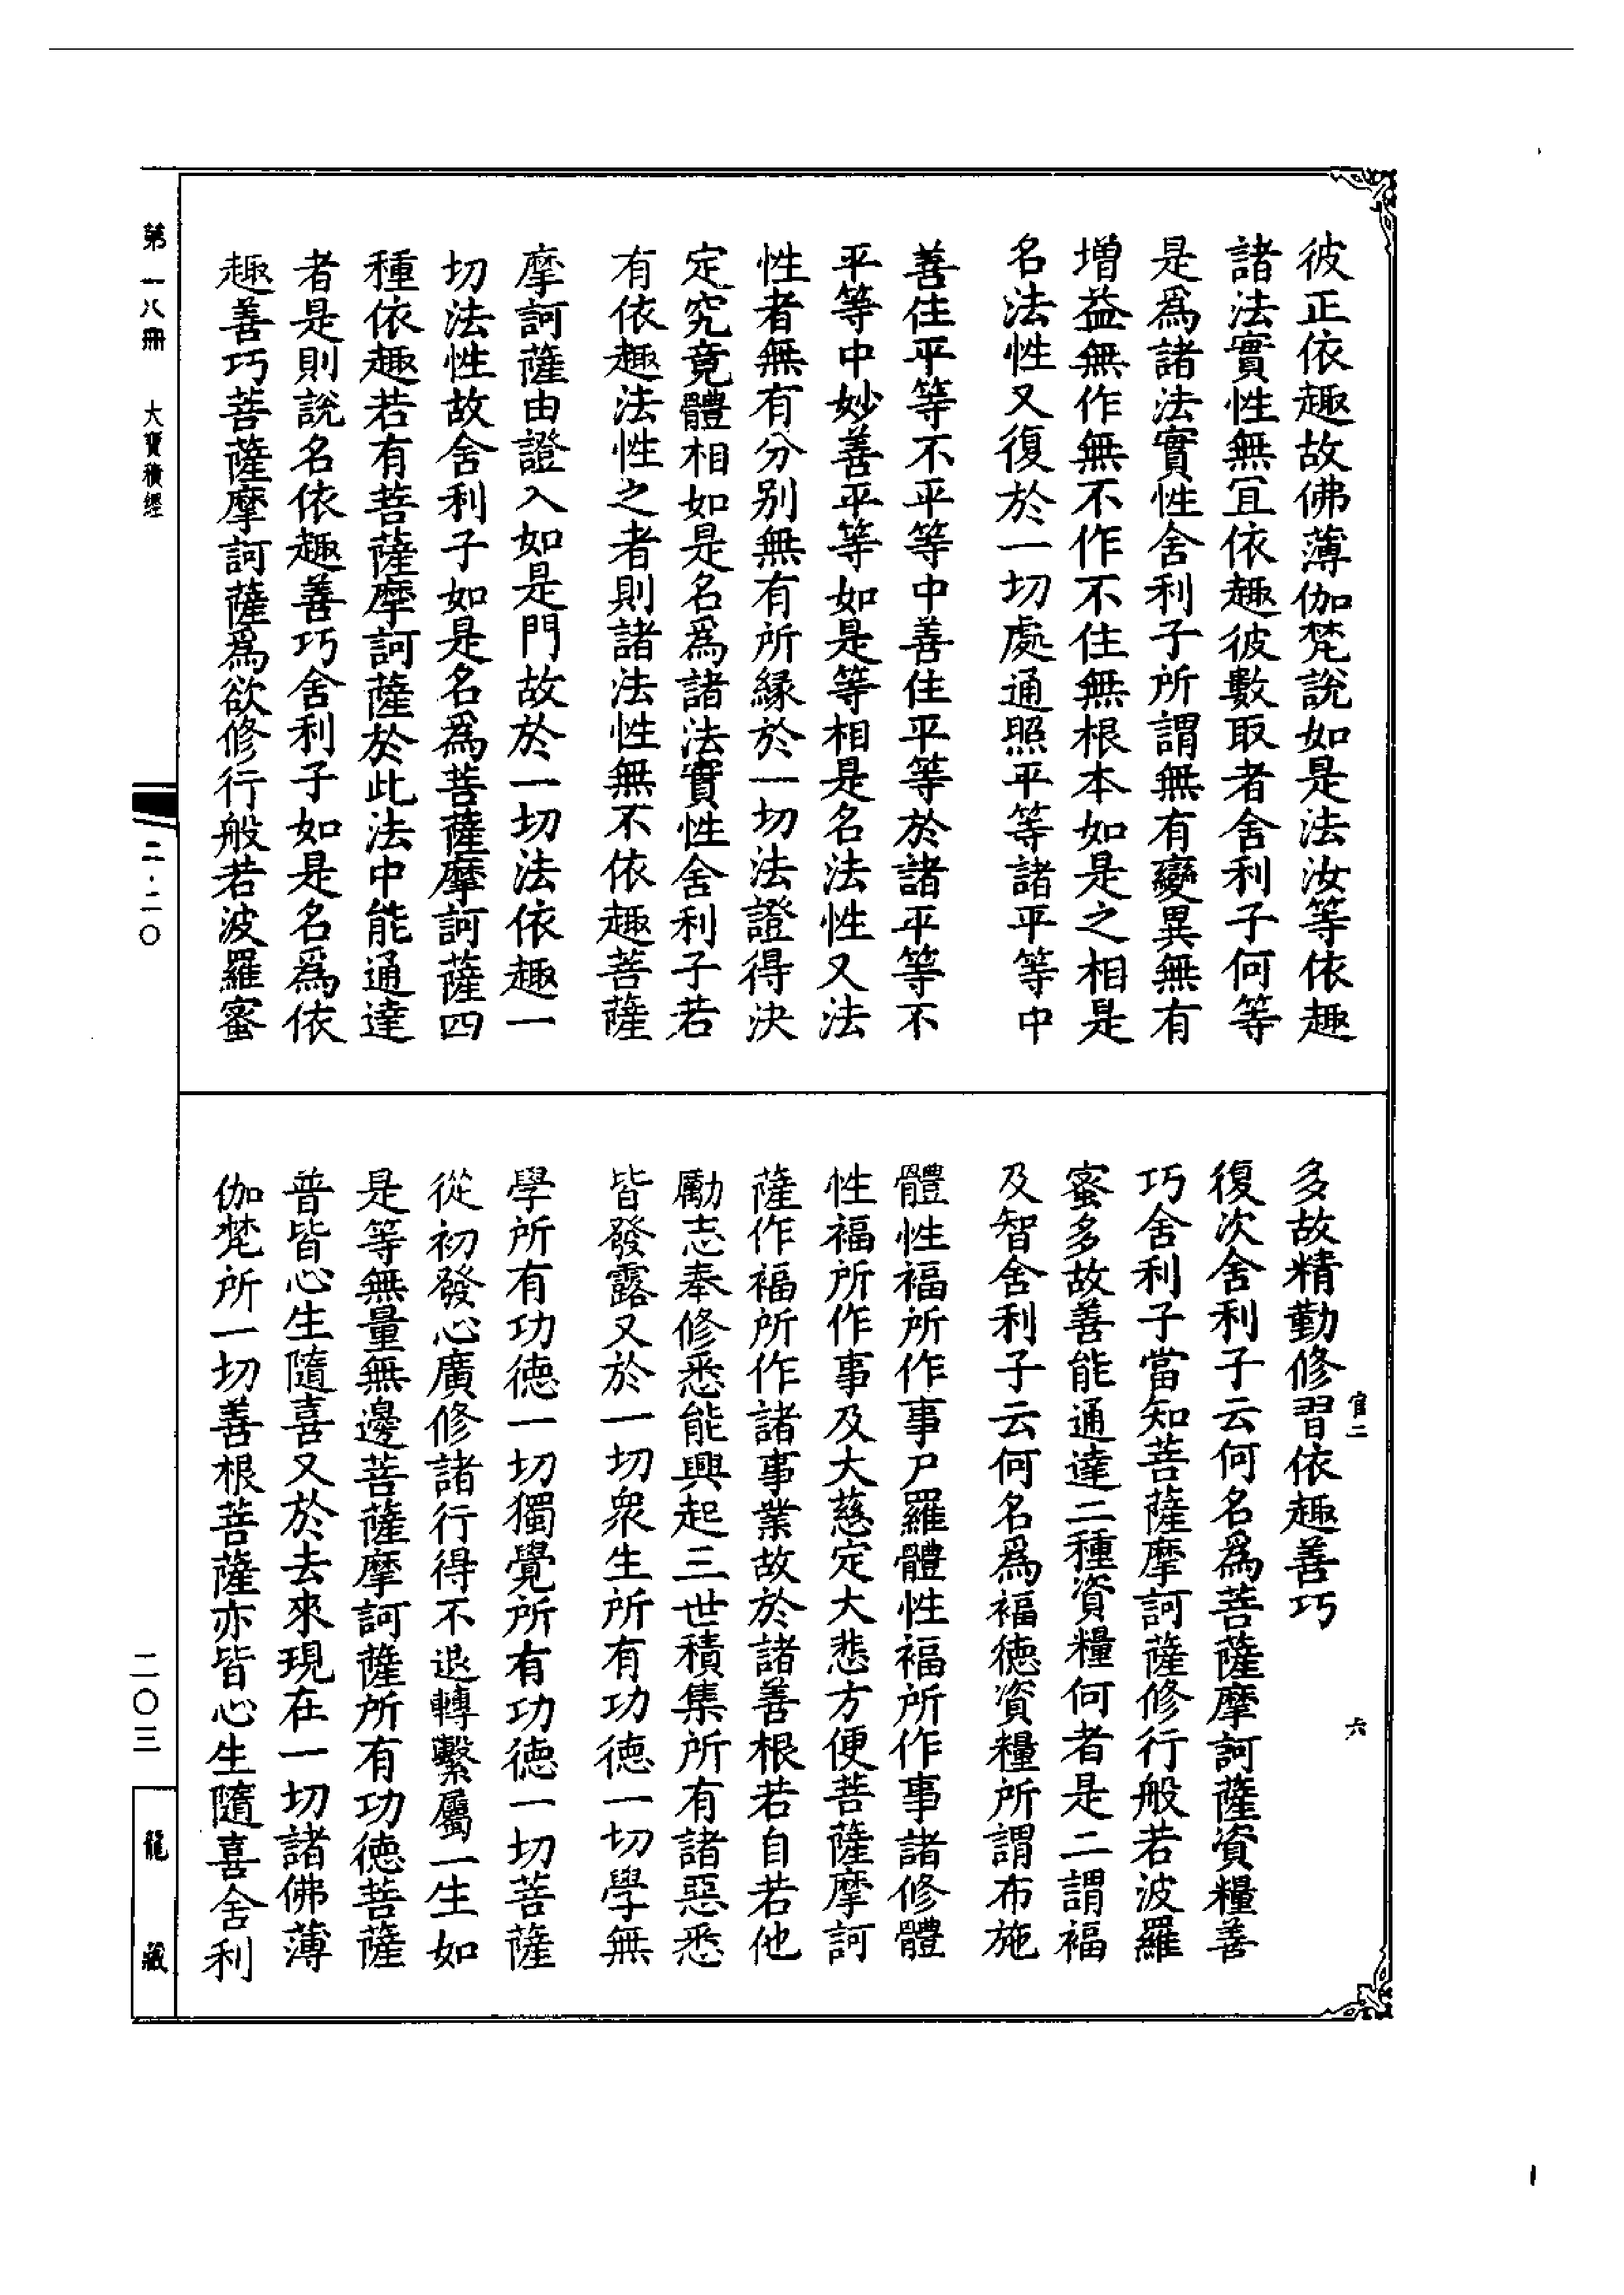 彼正依趣故佛薄伽梵說如是法汝等依趣
諸法實性無冝依趣彼數取者舍利子何等
是爲諸法實性舍利子所謂無有變異無有
增益無作無不作不住無根本如是之相是
名法性又復於一切處通照平等諸平等中
善住平等不平等中善住平等於諸平等不
平等中妙善平等如是等相是名法性又法
性者無有分别無有所緣於一切法證得決
定究竟體相如是名爲諸法實性舍利子若
有依趣法性之者則諸法性無不依趣菩薩
摩訶薩由證入如是門故於一切法依趣一
切法性故舍利子如是名爲菩薩摩訶薩四
種依趣若有菩薩摩訶薩於此法中能通達
者是則說名依趣善巧舍利子如是名爲依
趣善巧菩薩摩訶薩爲欲修行般若波羅蜜
多故精勤修習依趣善巧
復次舍利子云何名爲菩薩摩訶薩資糧善
巧舍利子當知菩薩摩訶薩修行般若波羅
蜜多故善能通達二種資糧何者是二謂福
及智舍利子云何名爲福德資糧所謂布施
體性福所作事尸羅體性福所作事諸修體
性福所作事及大慈定大悲方便菩薩摩訶
薩作福所作諸事業故於諸善根若自若他
勵志奉修悉能興起三世積集所有諸惡悉
皆發露又於一切衆生所有功德一切學無
學所有功德一切獨覺所有功德一切菩薩
從初發心廣修諸行得不退轉繫屬一生如
是等無量無邊菩薩摩訶薩所有功德菩薩
普皆心生隨喜又於去來現在一切諸佛薄
伽梵所一切善根菩薩亦皆心生隨喜舍利
官二
六
第一八冊 大寶積經
二·二〇
二〇三
龍藏